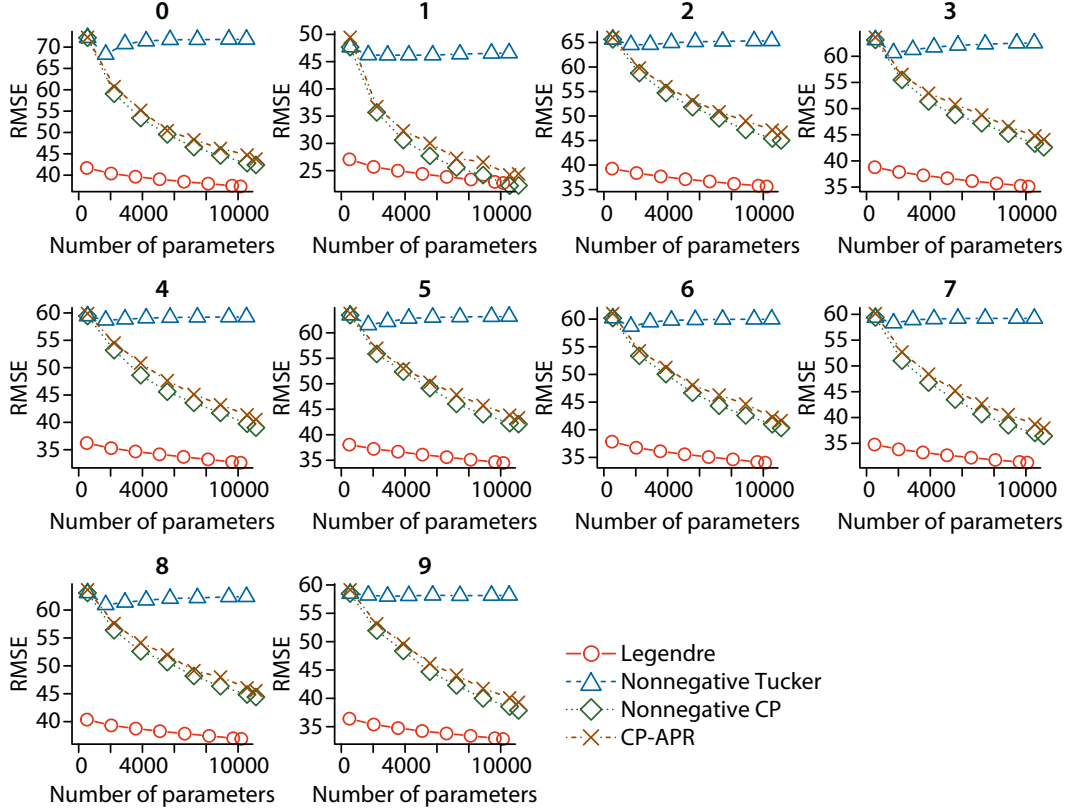 0
RMSE
70
65
60
55
50
45
40
0 4000 10000
Number of parameters
1
RMSE
50
45
40
35
30
25
0 4000 10000
Number of parameters
2
RMSE
65
60
55
50
45
40
35
0 4000 10000
Number of parameters
3
RMSE
60
55
50
45
40
35
0 4000 10000
Number of parameters
4
RMSE
60
55
50
45
40
35
0 4000 10000
Number of parameters
5
RMSE
60
55
50
45
40
35
0 4000 10000
Number of parameters
6
RMSE
60
55
50
45
40
35
0 4000 10000
Number of parameters
7
RMSE
60
55
50
45
40
35
0 4000 10000
Number of parameters
8
RMSE
60
55
50
45
40
0 4000 10000
Number of parameters
9
RMSE
60
55
50
45
40
35
0 4000 10000
Number of parameters
Legendre
Nonnegative Tucker
Nonnegative CP
CP-APR